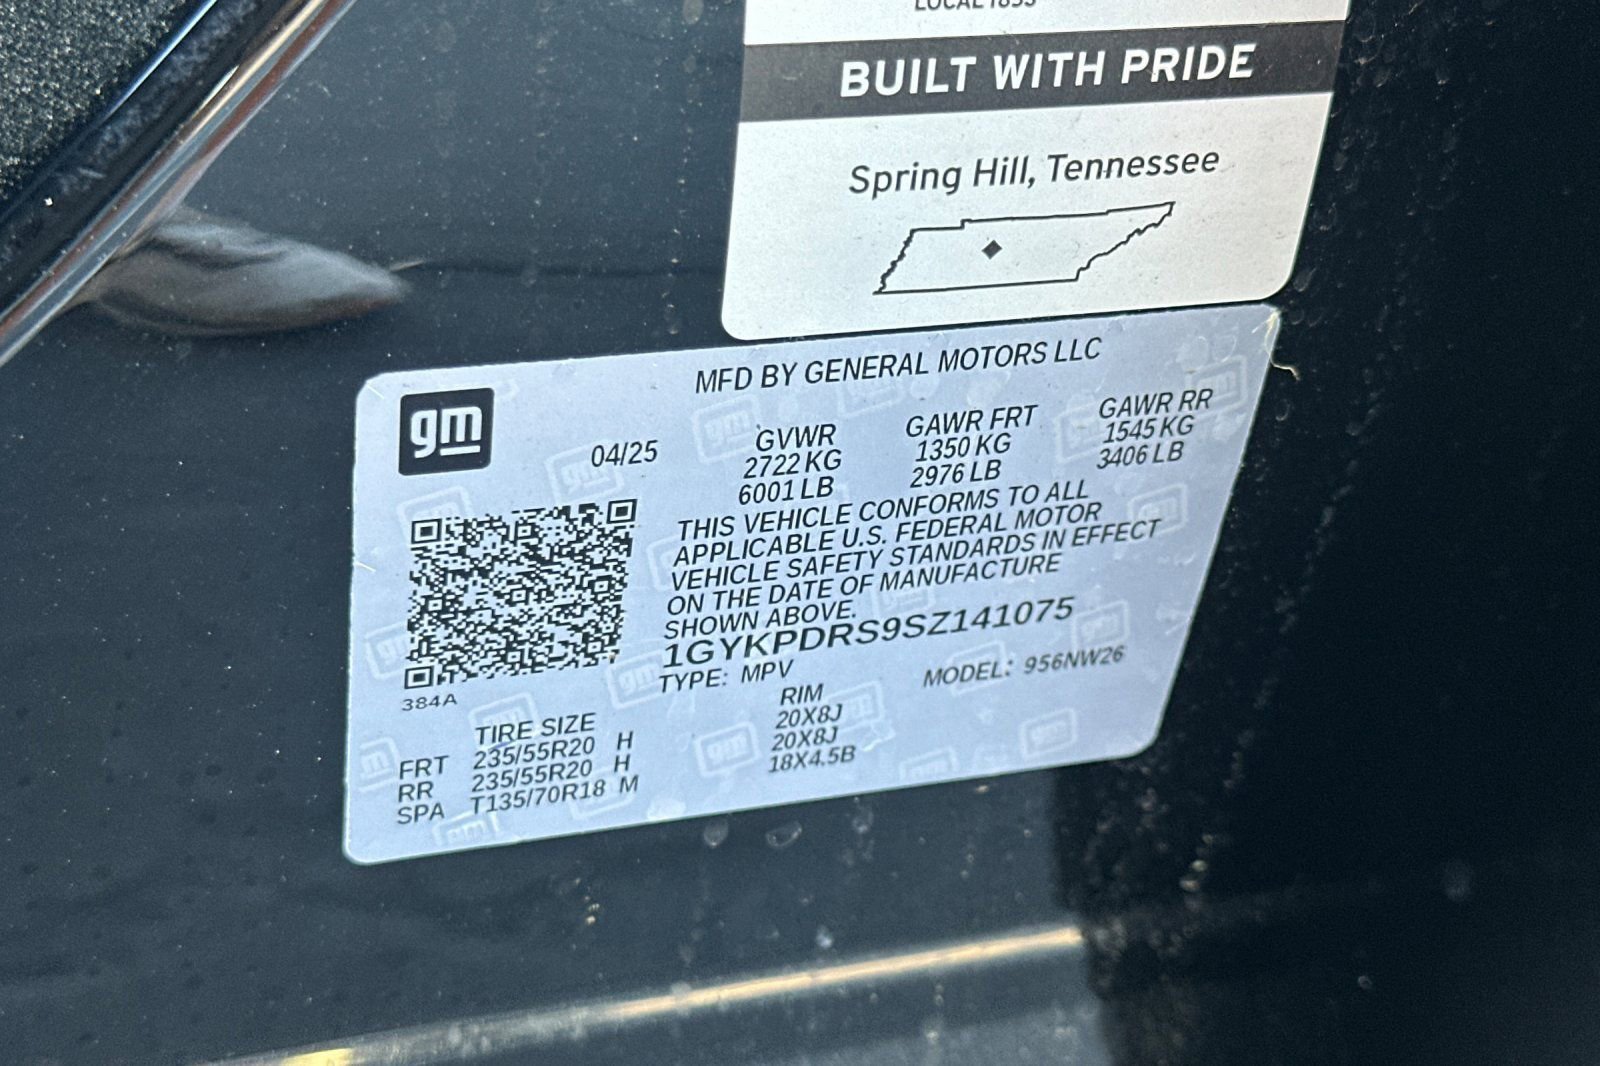 LOCAL 1853
BUILT WITH PRIDE
Spring Hill, Tennessee
gm
MFD BY GENERAL MOTORS LLC
04/25
GVWR
2722 KG
6001 LB
GAWR FRT
1350 KG
2976 LB
GAWR RR
1545 KG
3406 LB
THIS VEHICLE CONFORMS TO ALL
APPLICABLE U.S. FEDERAL MOTOR
VEHICLE SAFETY STANDARDS IN EFFECT
ON THE DATE OF MANUFACTURE
SHOWN ABOVE.
1GYKPDRS9SZ141075
TYPE: MPV MODEL: 956NW26
384A
TIRE SIZE RIM
FRT 235/55R20 H 20X8J
RR 235/55R20 H 20X8J
SPA T135/70R18 M 18X4.5B